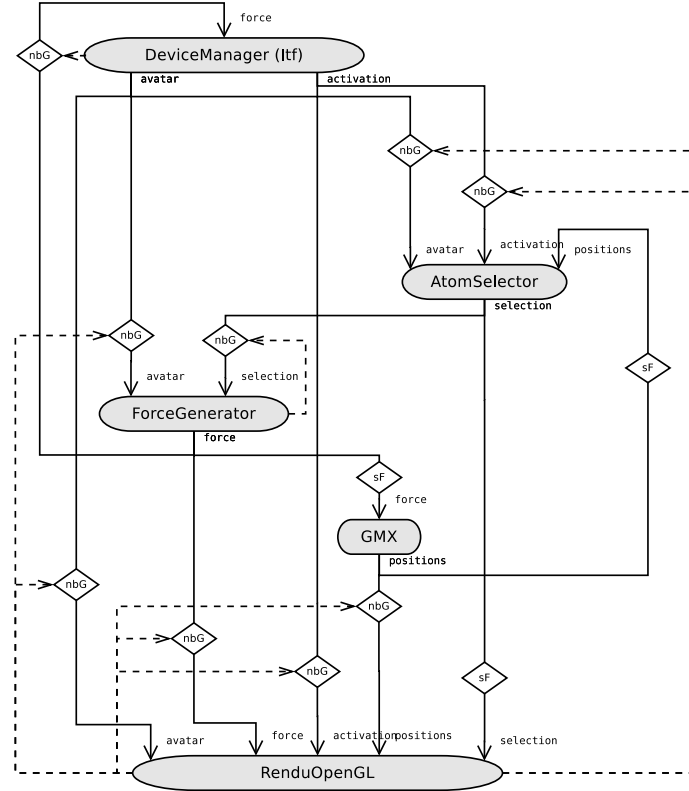 force
nbG
DeviceManager (Itf)
avatar
activation
nbG
nbG
avatar
activation
positions
AtomSelector
selection
nbG
nbG
sF
avatar
selection
ForceGenerator
force
sF
force
GMX
positions
nbG
nbG
nbG
nbG
sF
avatar
force
activation
positions
selection
RenduOpenGL